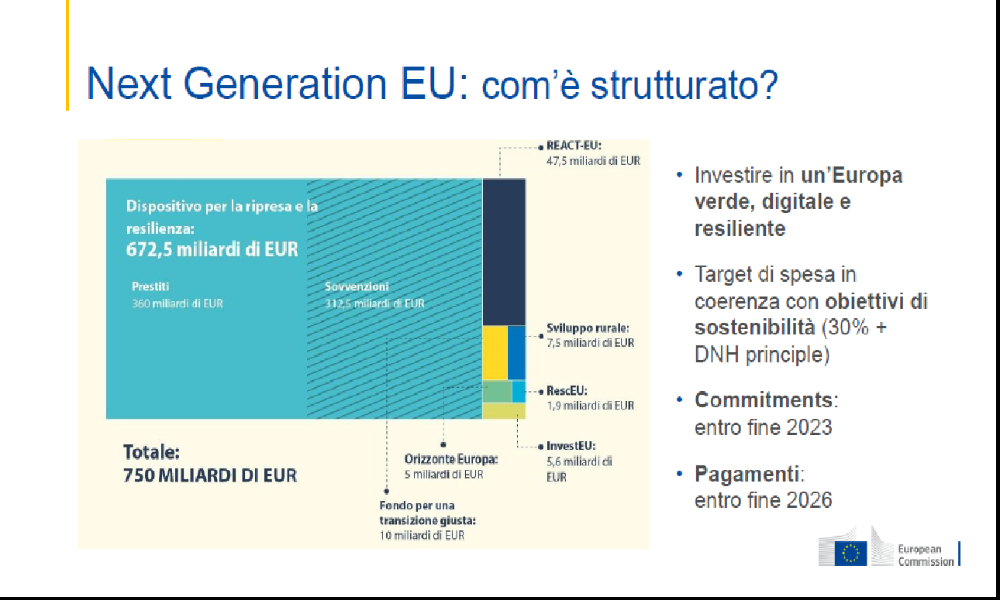 Next Generation EU: com'è strutturato?
REACT-EU:
47,5 miliardi di EUR
Dispositivo per la ripresa e la
resilienza:
672,5 miliardi di EUR
Prestiti
360 miliardi di EUR
Sovvenzioni
312,5 miliardi di EUR
Sviluppo rurale:
7,5 miliardi di EUR
RescEU:
1,9 miliardi di EUR
InvestEU:
5,6 miliardi di
EUR
Orizzonte Europa:
5 miliardi di EUR
Fondo per una
transizione giusta:
10 miliardi di EUR
Totale:
750 MILIARDI DI EUR
• Investire in un'Europa
verde, digitale e
resiliente
• Target di spesa in
coerenza con obiettivi di
sostenibilità (30% +
DNH principle)
• Commitments:
entro fine 2023
• Pagamenti:
entro fine 2026
European
Commission